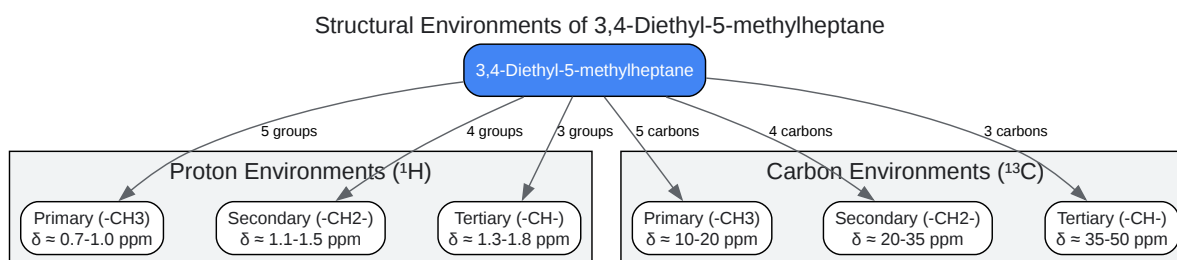 Structural Environments of 3,4-Diethyl-5-methylheptane
3,4-Diethyl-5-methylheptane
5 groups
4 groups
3 groups
5 carbons
4 carbons
3 carbons
Proton Environments (¹H)
Carbon Environments (¹³C)
Primary (-CH3)
δ ≈ 0.7-1.0 ppm
Secondary (-CH2-)
δ ≈ 1.1-1.5 ppm
Tertiary (-CH-)
δ ≈ 1.3-1.8 ppm
Primary (-CH3)
δ ≈ 10-20 ppm
Secondary (-CH2-)
δ ≈ 20-35 ppm
Tertiary (-CH-)
δ ≈ 35-50 ppm